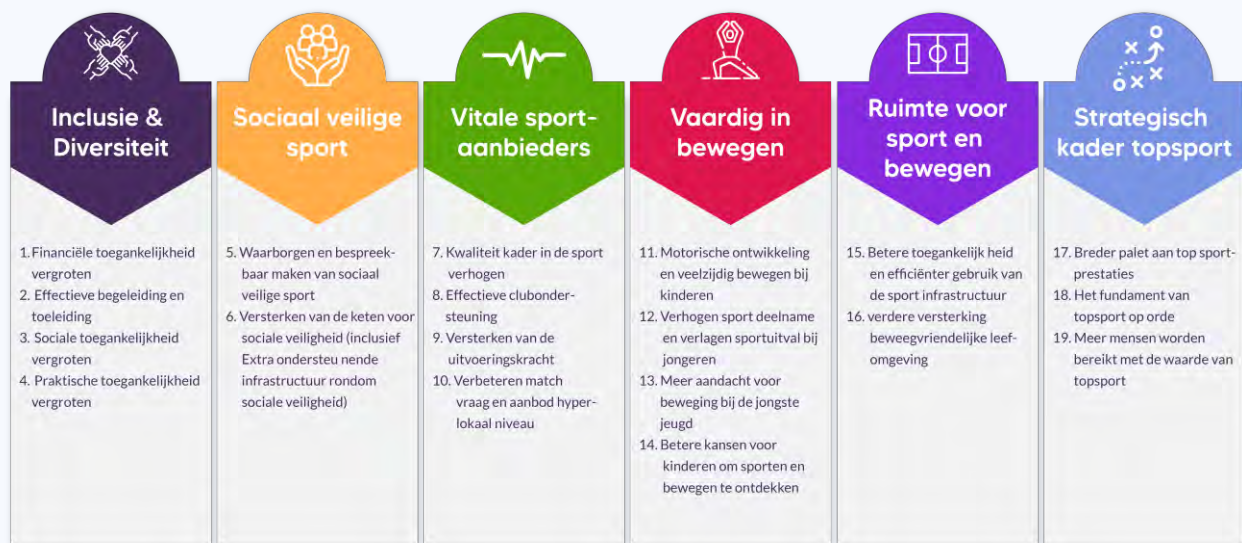 Inclusie &
Diversiteit
1. Financiële toegankelijkheid
vergroten
2. Effectieve begeleiding en
toeleiding
3. Sociale toegankelijkheid
vergroten
4. Praktische toegankelijkheid
vergroten
Sociaal veilige
sport
5. Waarborgen en bespreek-
baar maken van sociaal
veilige sport
6. Versterken van de keten voor
sociale veiligheid (inclusief
Extra ondersteu nende
infrastructuur rondom
sociale veiligheid)
Vitale sport-
aanbieders
7. Kwaliteit kader in de sport
verhogen
8. Effectieve clubonder-
steuning
9. Versterken van de
uitvoeringskracht
10. Verbeteren match
vraag en aanbod hyper-
lokaal niveau
Vaardig in
bewegen
11. Motorische ontwikkeling
en veelzijdig bewegen bij
kinderen
12. Verhogen sport deelname
en verlagen sportuitval bij
jongeren
13. Meer aandacht voor
beweging bij de jongste
jeugd
14. Betere kansen voor
kinderen om sporten en
bewegen te ontdekken
Ruimte voor
sport en
bewegen
15. Betere toegankelijk heid
en efficiënter gebruik van
de sport infrastructuur
16. verdere versterking
beweegvriendelijke leef-
omgeving
Strategisch
kader topsport
17. Breder palet aan top sport-
prestaties
18. Het fundament van
topsport op orde
19. Meer mensen worden
bereikt met de waarde van
topsport